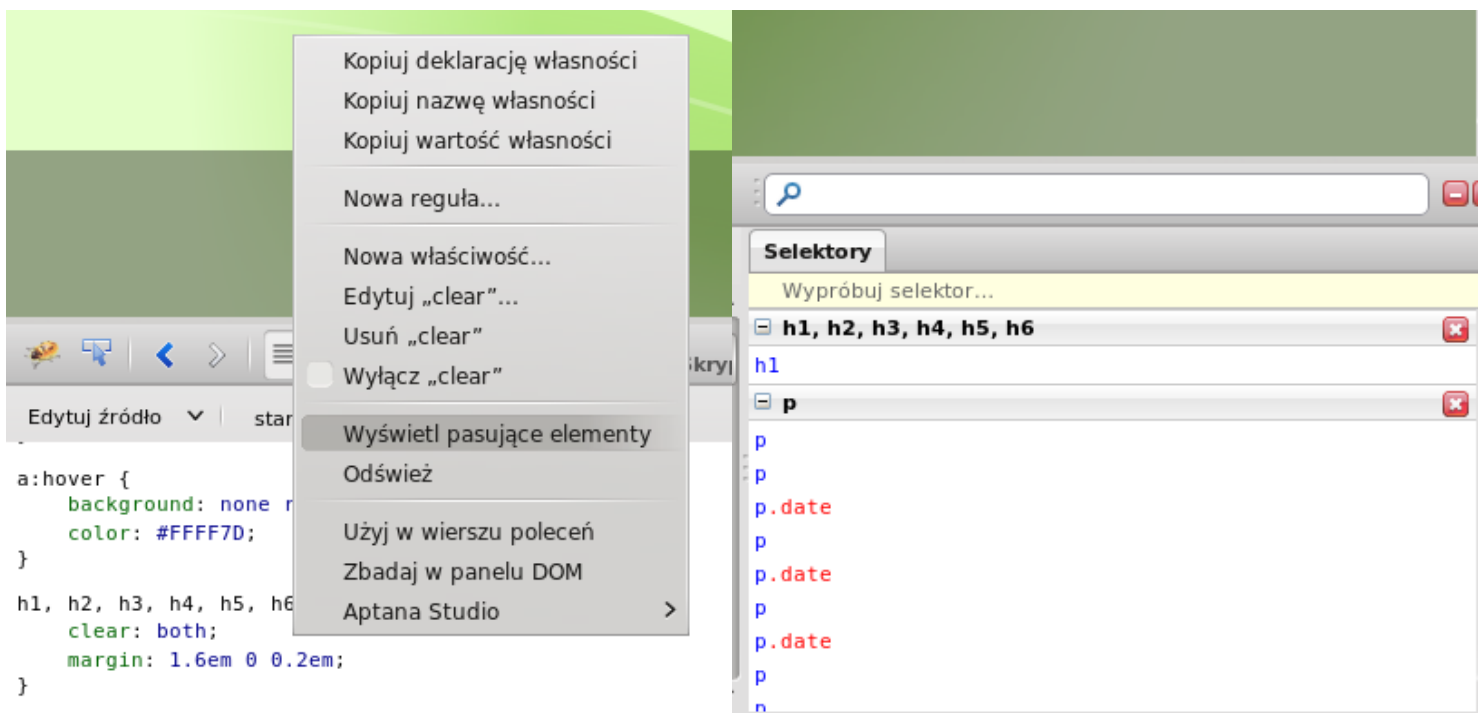 Kopiuj deklarację własności
Kopiuj nazwę własności
Kopiuj wartość własności
Nowa reguła...
Nowa właściwość...
Edytuj „clear”...
Usuń „clear”
Wyłącz „clear”
Wyświetl pasujące elementy
Odśwież
Użyj w wierszu poleceń
Zbadaj w panelu DOM
Aptana Studio
Edytuj źródło
a:hover {
background: none
color: #FFFF7D;
}
h1, h2, h3, h4, h5, h6
clear: both;
margin: 1.6em 0 0.2em;
}
Selektory
Wypróbuj selektor...
h1, h2, h3, h4, h5, h6
h1
p
p
p
p.date
p
p.date
p
p.date
p
p